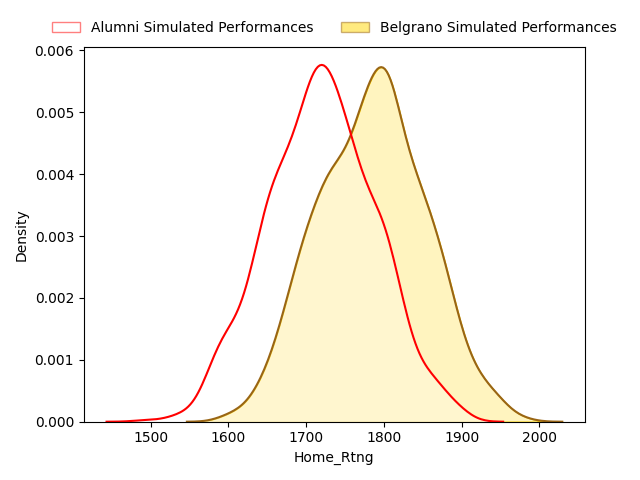 Alumni Simulated Performances Belgrano Simulated Performances
0.006
0.005
0.004
0.003
0.002
0.001
0.000
Density
1500 1600 1700 1800 1900 2000
Home_Rtng